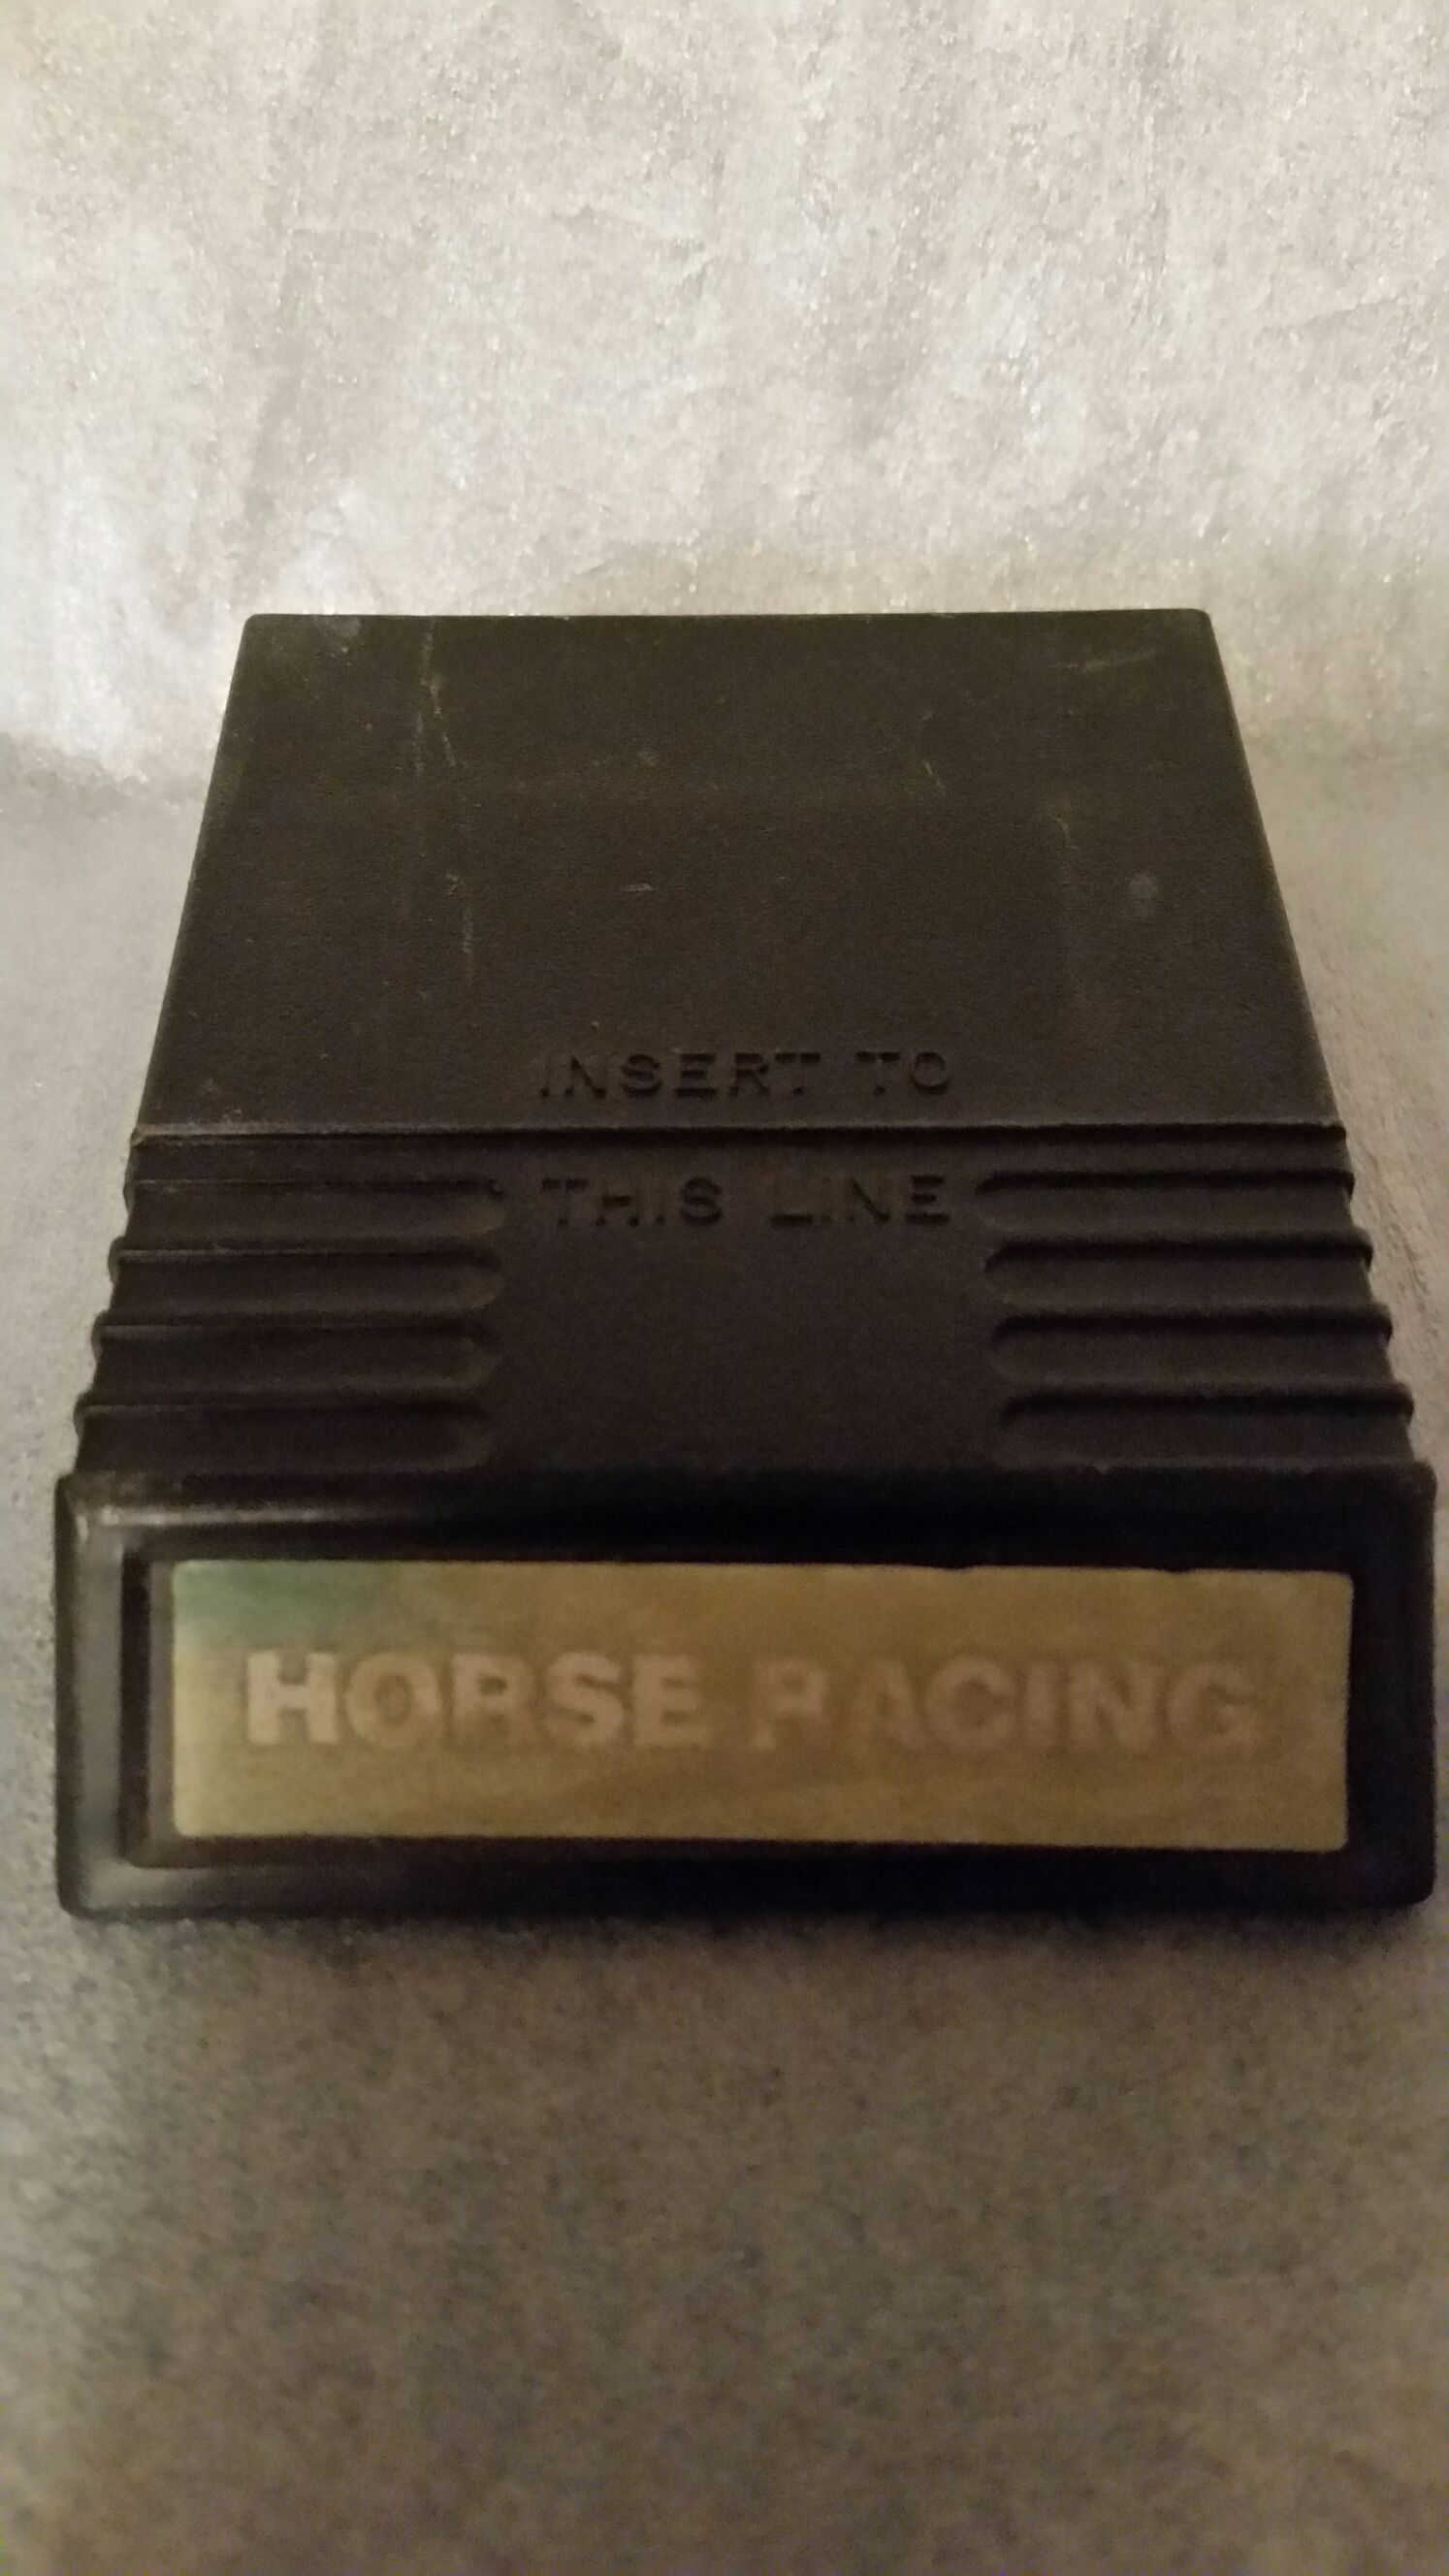 INSERT TO
THIS LINE
HORSE RACING